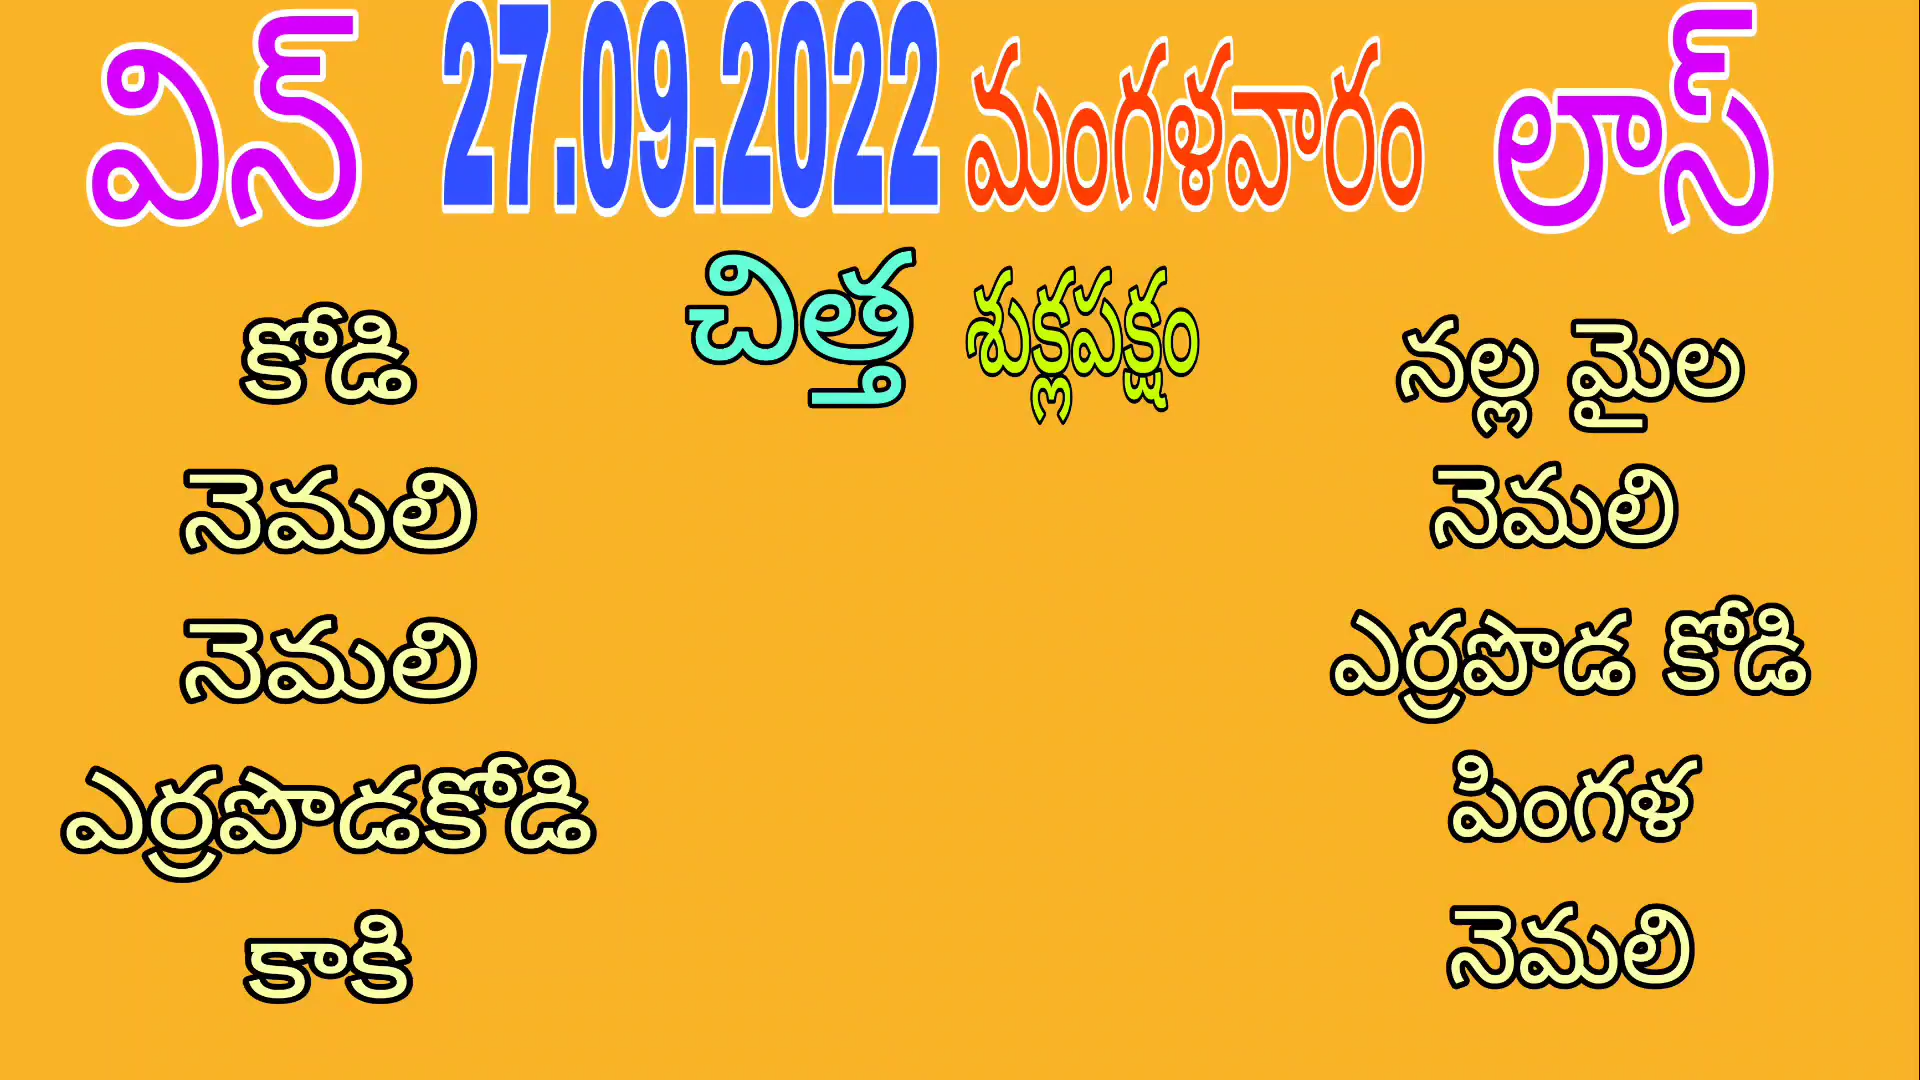 విన్ 27.09.2022 మంగళవారం లాస్
చిత్త శుక్లపక్షం
కోడి నల్ల మైల
నెమలి నెమలి
నెమలి ఎర్రపొడ కోడి
ఎర్రపొడకోడి పింగళ
కాకి నెమలి